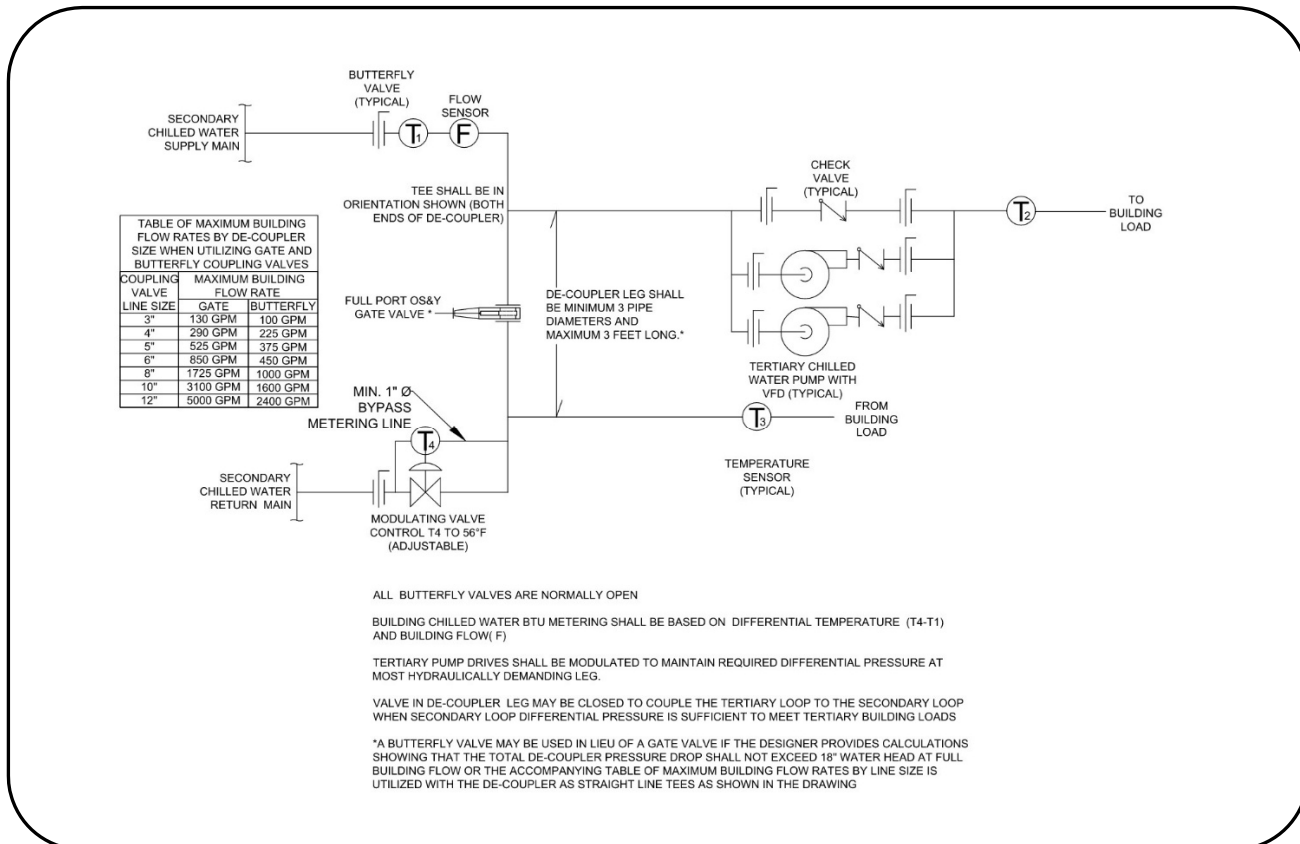 BUTTERFLY
VALVE
(TYPICAL)
FLOW
SENSOR
SECONDARY
CHILLED WATER
SUPPLY MAIN
T1
F
TEE SHALL BE IN
ORIENTATION SHOWN (BOTH
ENDS OF DE-COUPLER)
CHECK
VALVE
(TYPICAL)
T2
TO
BUILDING
LOAD
TABLE OF MAXIMUM BUILDING
FLOW RATES BY DE-COUPLER
SIZE WHEN UTILIZING GATE AND
BUTTERFLY COUPLING VALVES
COUPLING
VALVE
LINE SIZE
MAXIMUM BUILDING
FLOW RATE
GATE BUTTERFLY
3" 130 GPM 100 GPM
4" 290 GPM 225 GPM
5" 525 GPM 375 GPM
6" 850 GPM 450 GPM
8" 1725 GPM 1000 GPM
10" 3100 GPM 1600 GPM
12" 5000 GPM 2400 GPM
FULL PORT OS&Y
GATE VALVE *
DE-COUPLER LEG SHALL
BE MINIMUM 3 PIPE
DIAMETERS AND
MAXIMUM 3 FEET LONG.*
TERTIARY CHILLED
WATER PUMP WITH
VFD (TYPICAL)
MIN. 1" Ø
BYPASS
METERING LINE
T3
FROM
BUILDING
LOAD
T4
TEMPERATURE
SENSOR
(TYPICAL)
SECONDARY
CHILLED WATER
RETURN MAIN
MODULATING VALVE
CONTROL T4 TO 56°F
(ADJUSTABLE)
ALL BUTTERFLY VALVES ARE NORMALLY OPEN
BUILDING CHILLED WATER BTU METERING SHALL BE BASED ON DIFFERENTIAL TEMPERATURE (T4-T1)
AND BUILDING FLOW( F)
TERTIARY PUMP DRIVES SHALL BE MODULATED TO MAINTAIN REQUIRED DIFFERENTIAL PRESSURE AT
MOST HYDRAULICALLY DEMANDING LEG.
VALVE IN DE-COUPLER LEG MAY BE CLOSED TO COUPLE THE TERTIARY LOOP TO THE SECONDARY LOOP
WHEN SECONDARY LOOP DIFFERENTIAL PRESSURE IS SUFFICIENT TO MEET TERTIARY BUILDING LOADS
*A BUTTERFLY VALVE MAY BE USED IN LIEU OF A GATE VALVE IF THE DESIGNER PROVIDES CALCULATIONS
SHOWING THAT THE TOTAL DE-COUPLER PRESSURE DROP SHALL NOT EXCEED 18" WATER HEAD AT FULL
BUILDING FLOW OR THE ACCOMPANYING TABLE OF MAXIMUM BUILDING FLOW RATES BY LINE SIZE IS
UTILIZED WITH THE DE-COUPLER AS STRAIGHT LINE TEES AS SHOWN IN THE DRAWING